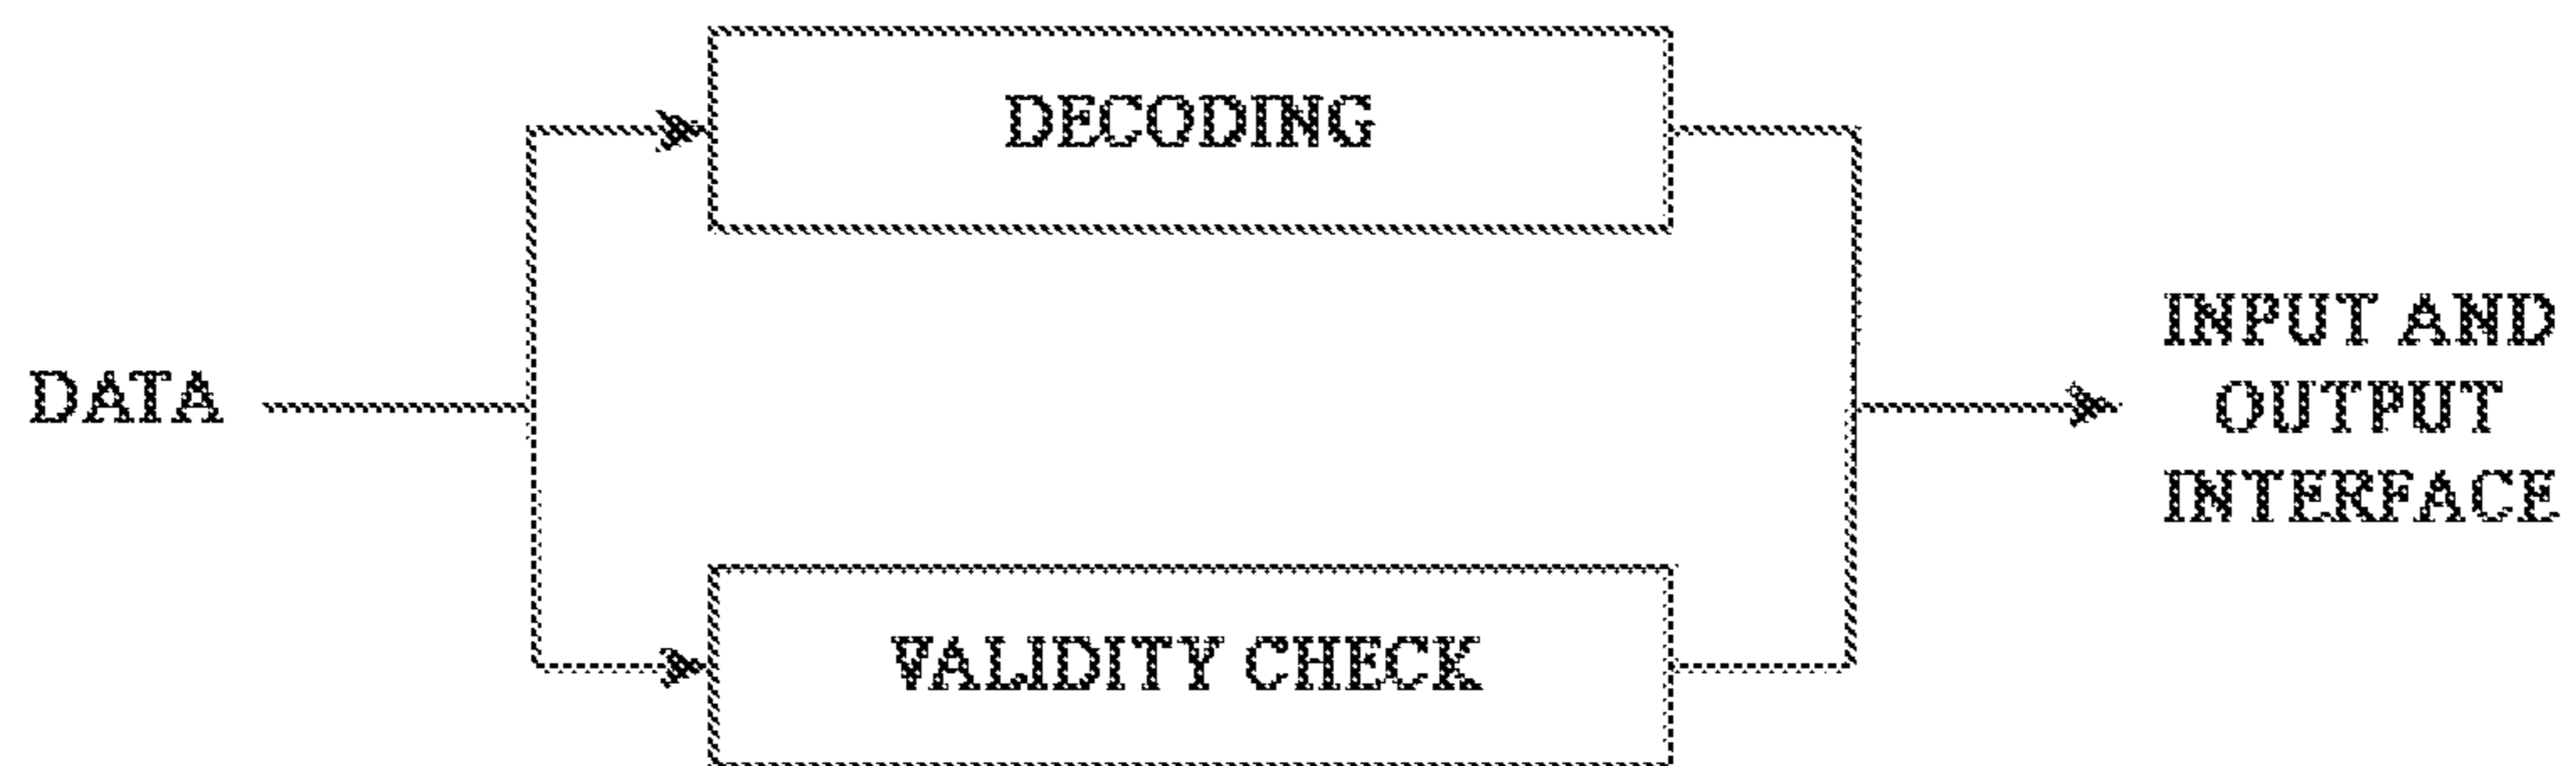 DECODING
DATA
INPUT AND
OUTPUT
INTERFACE
VALIDITY CHECK